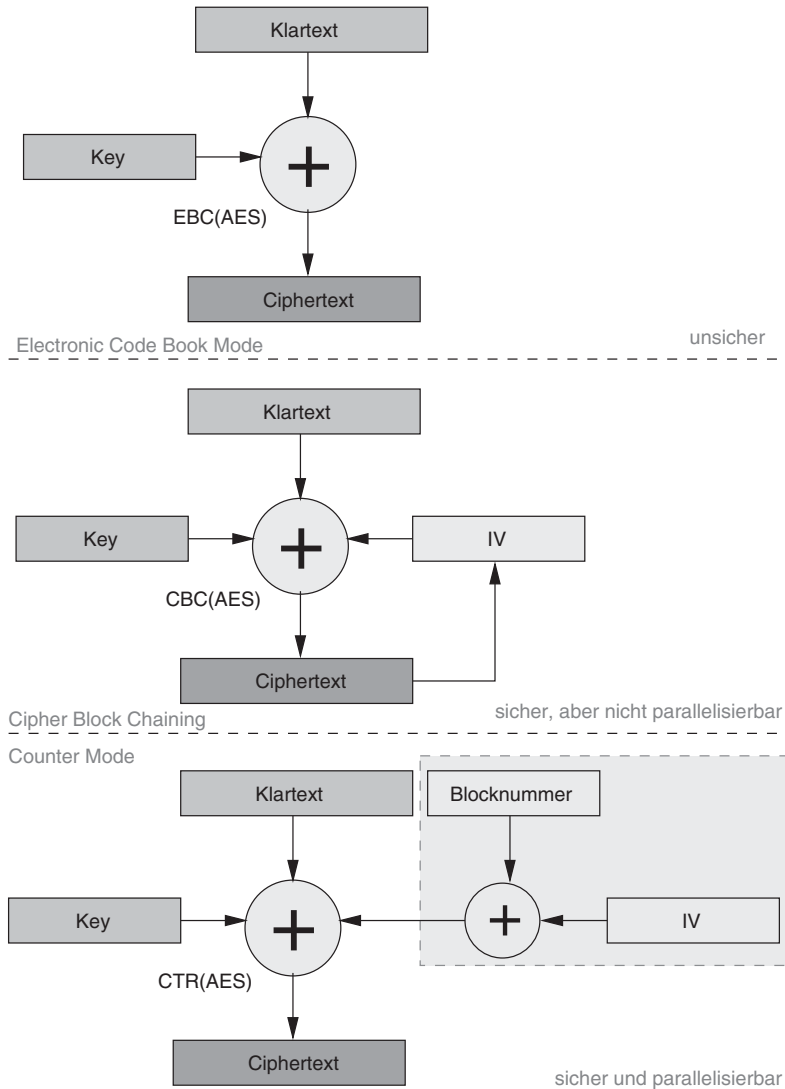 Klartext
Key
EBC(AES)
Ciphertext
Electronic Code Book Mode
unsicher
Klartext
Key
IV
CBC(AES)
Ciphertext
Cipher Block Chaining
sicher, aber nicht parallelisierbar
Counter Mode
Klartext
Blocknummer
Key
IV
CTR(AES)
Ciphertext
sicher und parallelisierbar